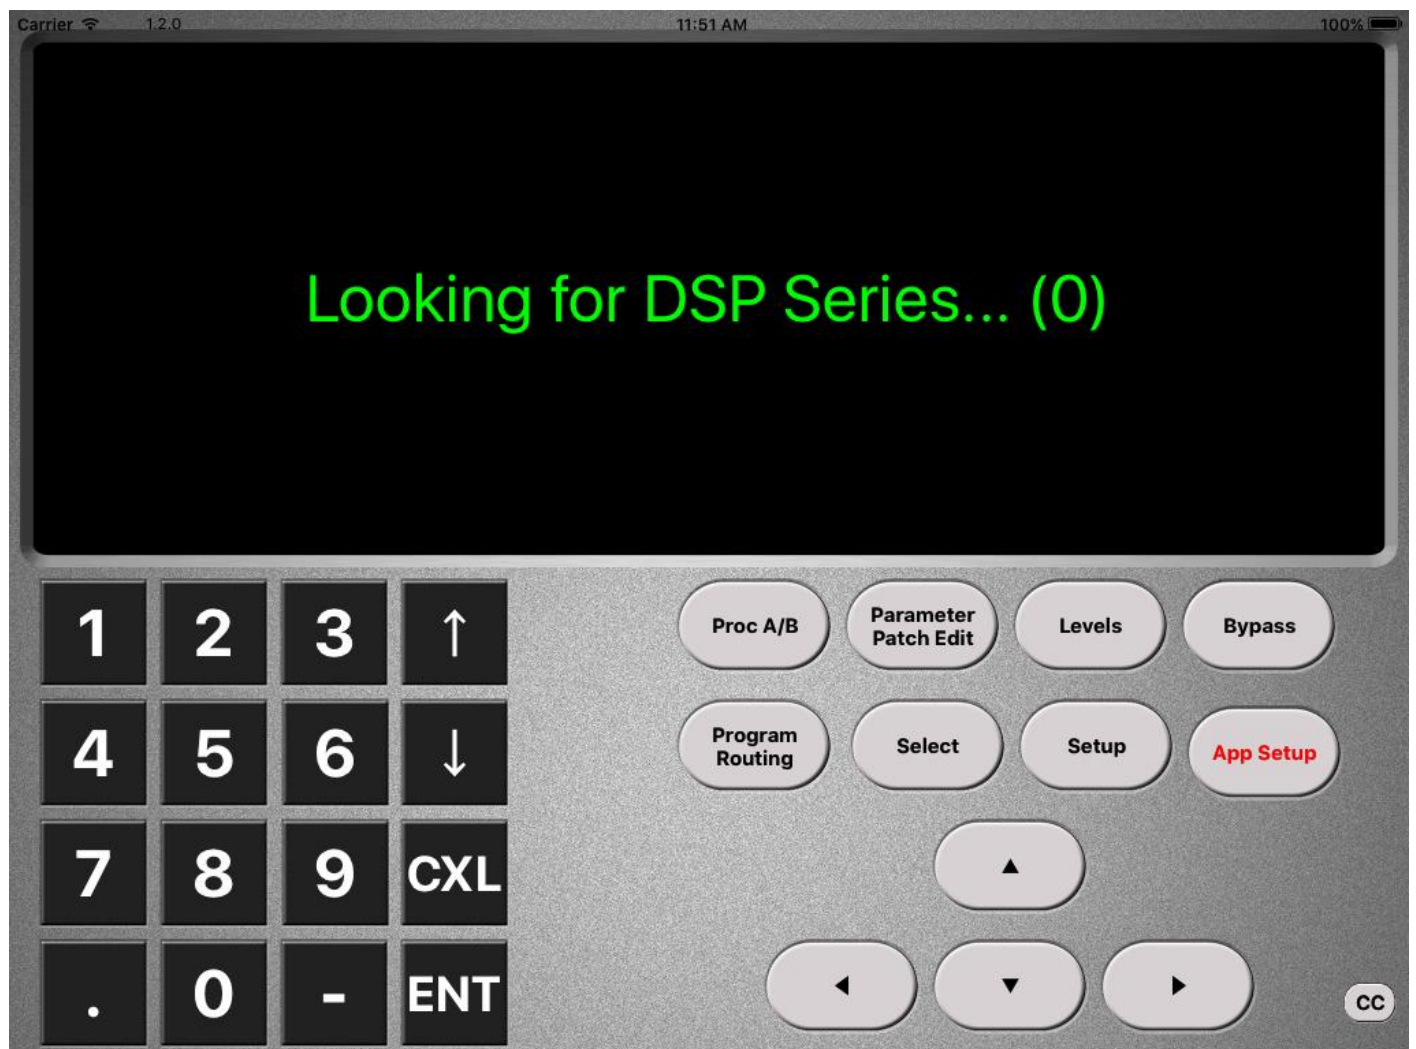 Carrier 1.2.0 11:51 AM 100%
Looking for DSP Series... (0)
1 2 3 ↑ Proc A/B Parameter Patch Edit Levels Bypass
4 5 6 ↓ Program Routing Select Setup App Setup
7 8 9 CXL ▲
. 0 - ENT ◀ ▼ ▶ CC